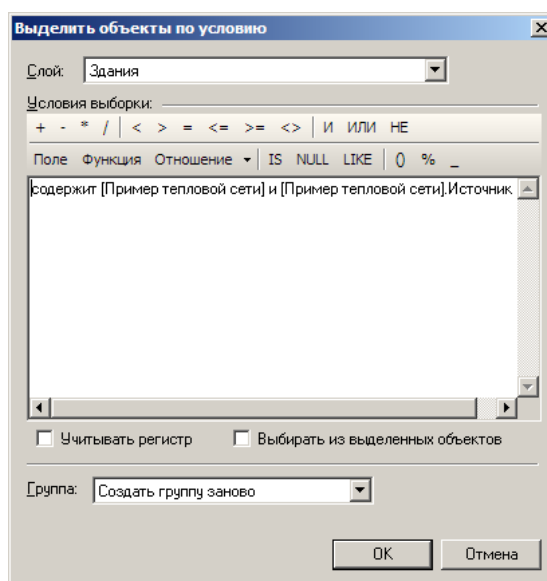 Выделить объекты по условию
Слой: Здания
Условия выборки:
+ - * / < > = <= >= <> И ИЛИ НЕ
Поле Функция Отношение IS NULL LIKE () % _
содержит [Пример тепловой сети] и [Пример тепловой сети].Источник
Учитывать регистр Выбирать из выделенных объектов
Группа: Создать группу заново
OK Отмена